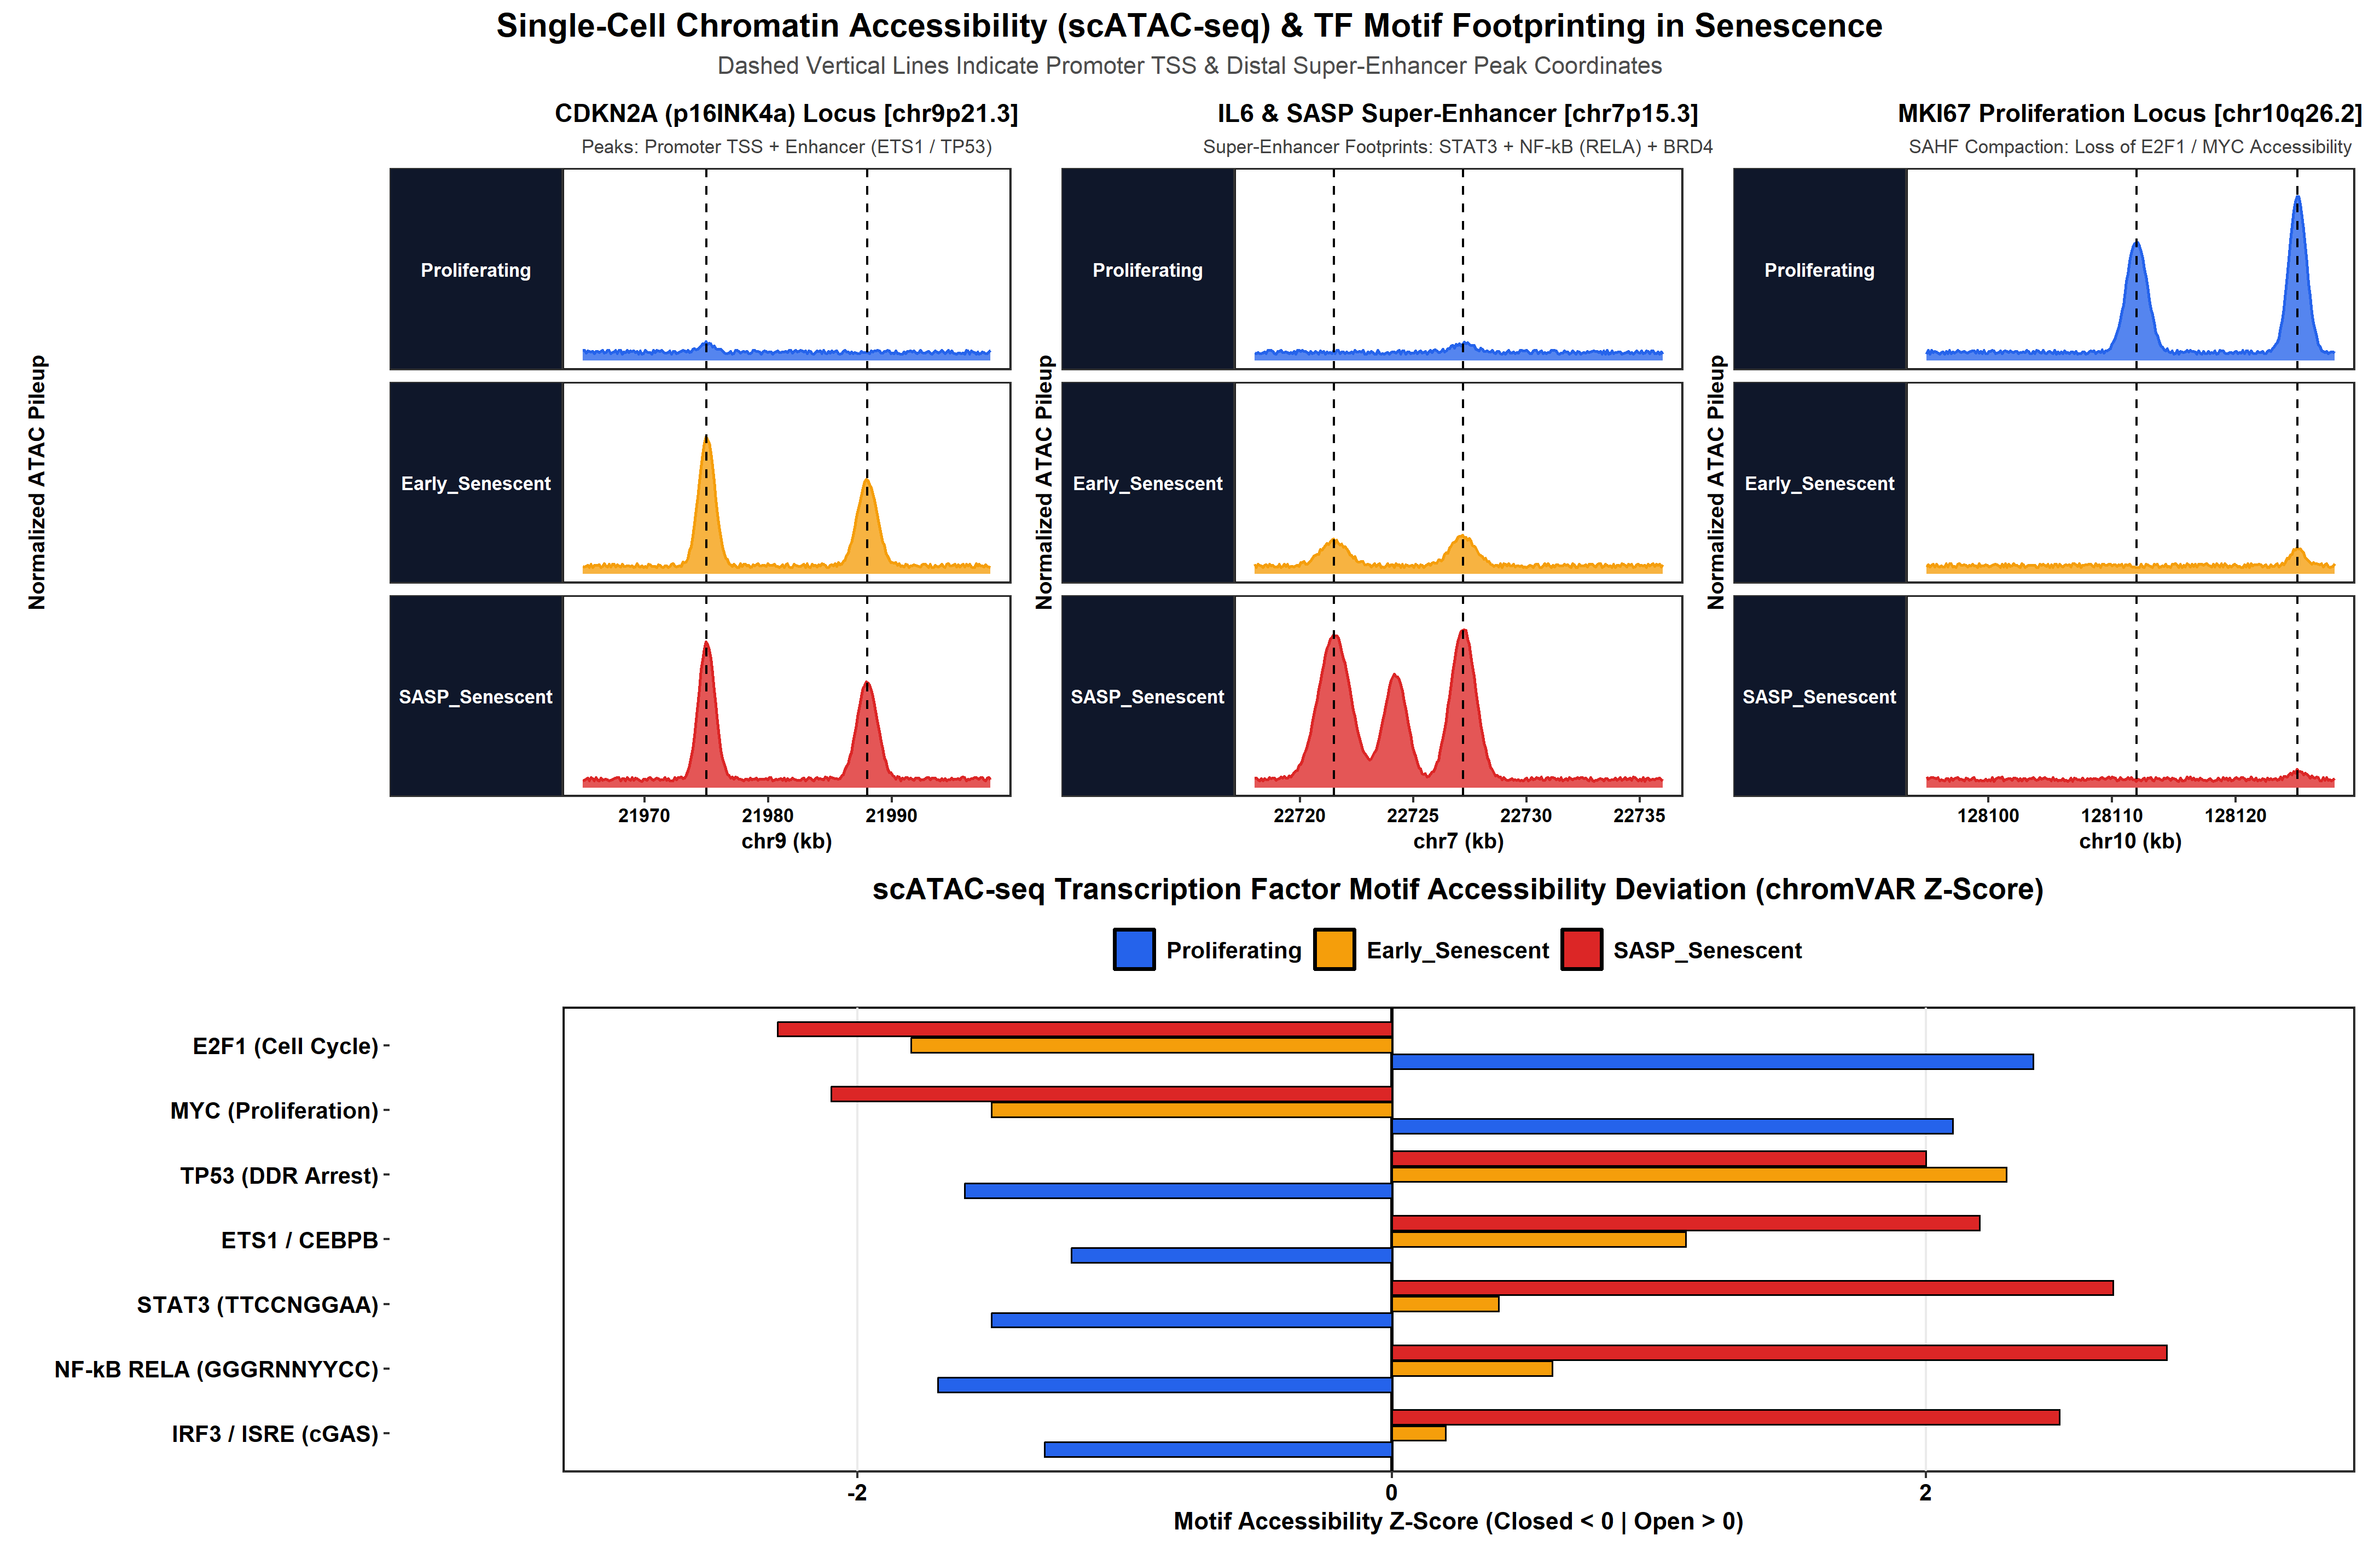 Single-Cell Chromatin Accessibility (scATAC-seq) & TF Motif Footprinting in Senescence
Dashed Vertical Lines Indicate Promoter TSS & Distal Super-Enhancer Peak Coordinates
CDKN2A (p16INK4a) Locus [chr9p21.3]
Peaks: Promoter TSS + Enhancer (ETS1 / TP53)
Normalized ATAC Pileup
Proliferating
Early_Senescent
SASP_Senescent
21970 21980 21990
chr9 (kb)
IL6 & SASP Super-Enhancer [chr7p15.3]
Super-Enhancer Footprints: STAT3 + NF-kB (RELA) + BRD4
Normalized ATAC Pileup
Proliferating
Early_Senescent
SASP_Senescent
22720 22725 22730 22735
chr7 (kb)
MKI67 Proliferation Locus [chr10q26.2]
SAHF Compaction: Loss of E2F1 / MYC Accessibility
Normalized ATAC Pileup
Proliferating
Early_Senescent
SASP_Senescent
128100 128110 128120
chr10 (kb)
scATAC-seq Transcription Factor Motif Accessibility Deviation (chromVAR Z-Score)
Proliferating Early_Senescent SASP_Senescent
E2F1 (Cell Cycle)
MYC (Proliferation)
TP53 (DDR Arrest)
ETS1 / CEBPB
STAT3 (TTCCNGGAA)
NF-kB RELA (GGGRNNYYCC)
IRF3 / ISRE (cGAS)
-2 0 2
Motif Accessibility Z-Score (Closed < 0 | Open > 0)